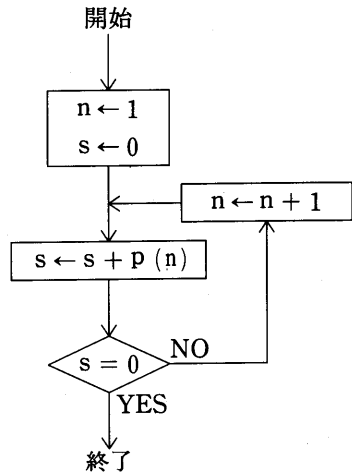 開始
n ← 1
s ← 0
n ← n + 1
s ← s + p (n)
s = 0
NO
YES
終了